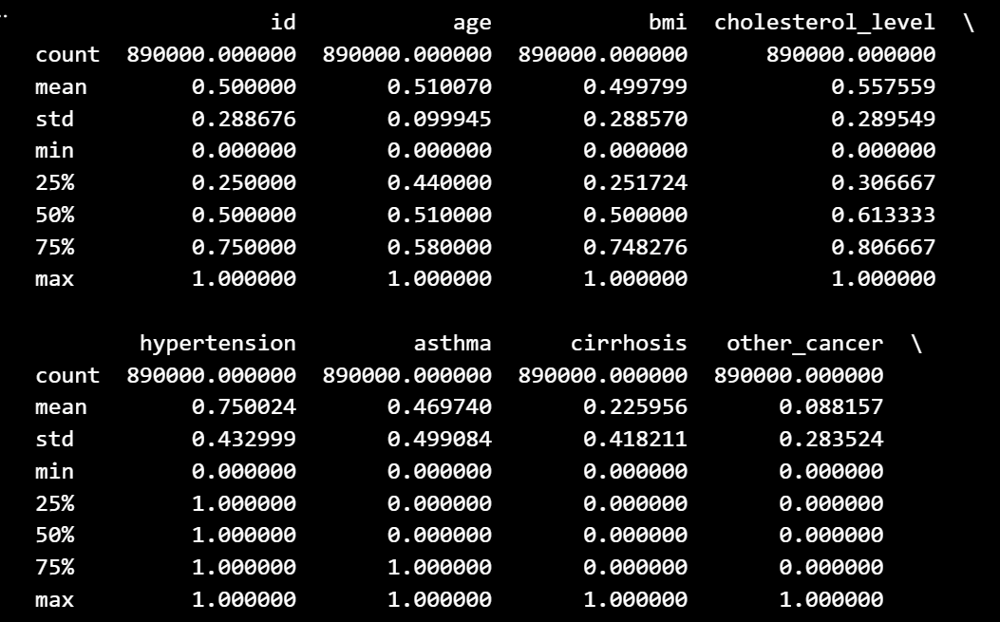 id age bmi cholesterol_level \
count 890000.000000 890000.000000 890000.000000 890000.000000
mean 0.500000 0.510070 0.499799 0.557559
std 0.288676 0.099945 0.288570 0.289549
min 0.000000 0.000000 0.000000 0.000000
25% 0.250000 0.440000 0.251724 0.306667
50% 0.500000 0.510000 0.500000 0.613333
75% 0.750000 0.580000 0.748276 0.806667
max 1.000000 1.000000 1.000000 1.000000
hypertension asthma cirrhosis other_cancer \
count 890000.000000 890000.000000 890000.000000 890000.000000
mean 0.750024 0.469740 0.225956 0.088157
std 0.432999 0.499084 0.418211 0.283524
min 0.000000 0.000000 0.000000 0.000000
25% 1.000000 0.000000 0.000000 0.000000
50% 1.000000 0.000000 0.000000 0.000000
75% 1.000000 1.000000 0.000000 0.000000
max 1.000000 1.000000 1.000000 1.000000